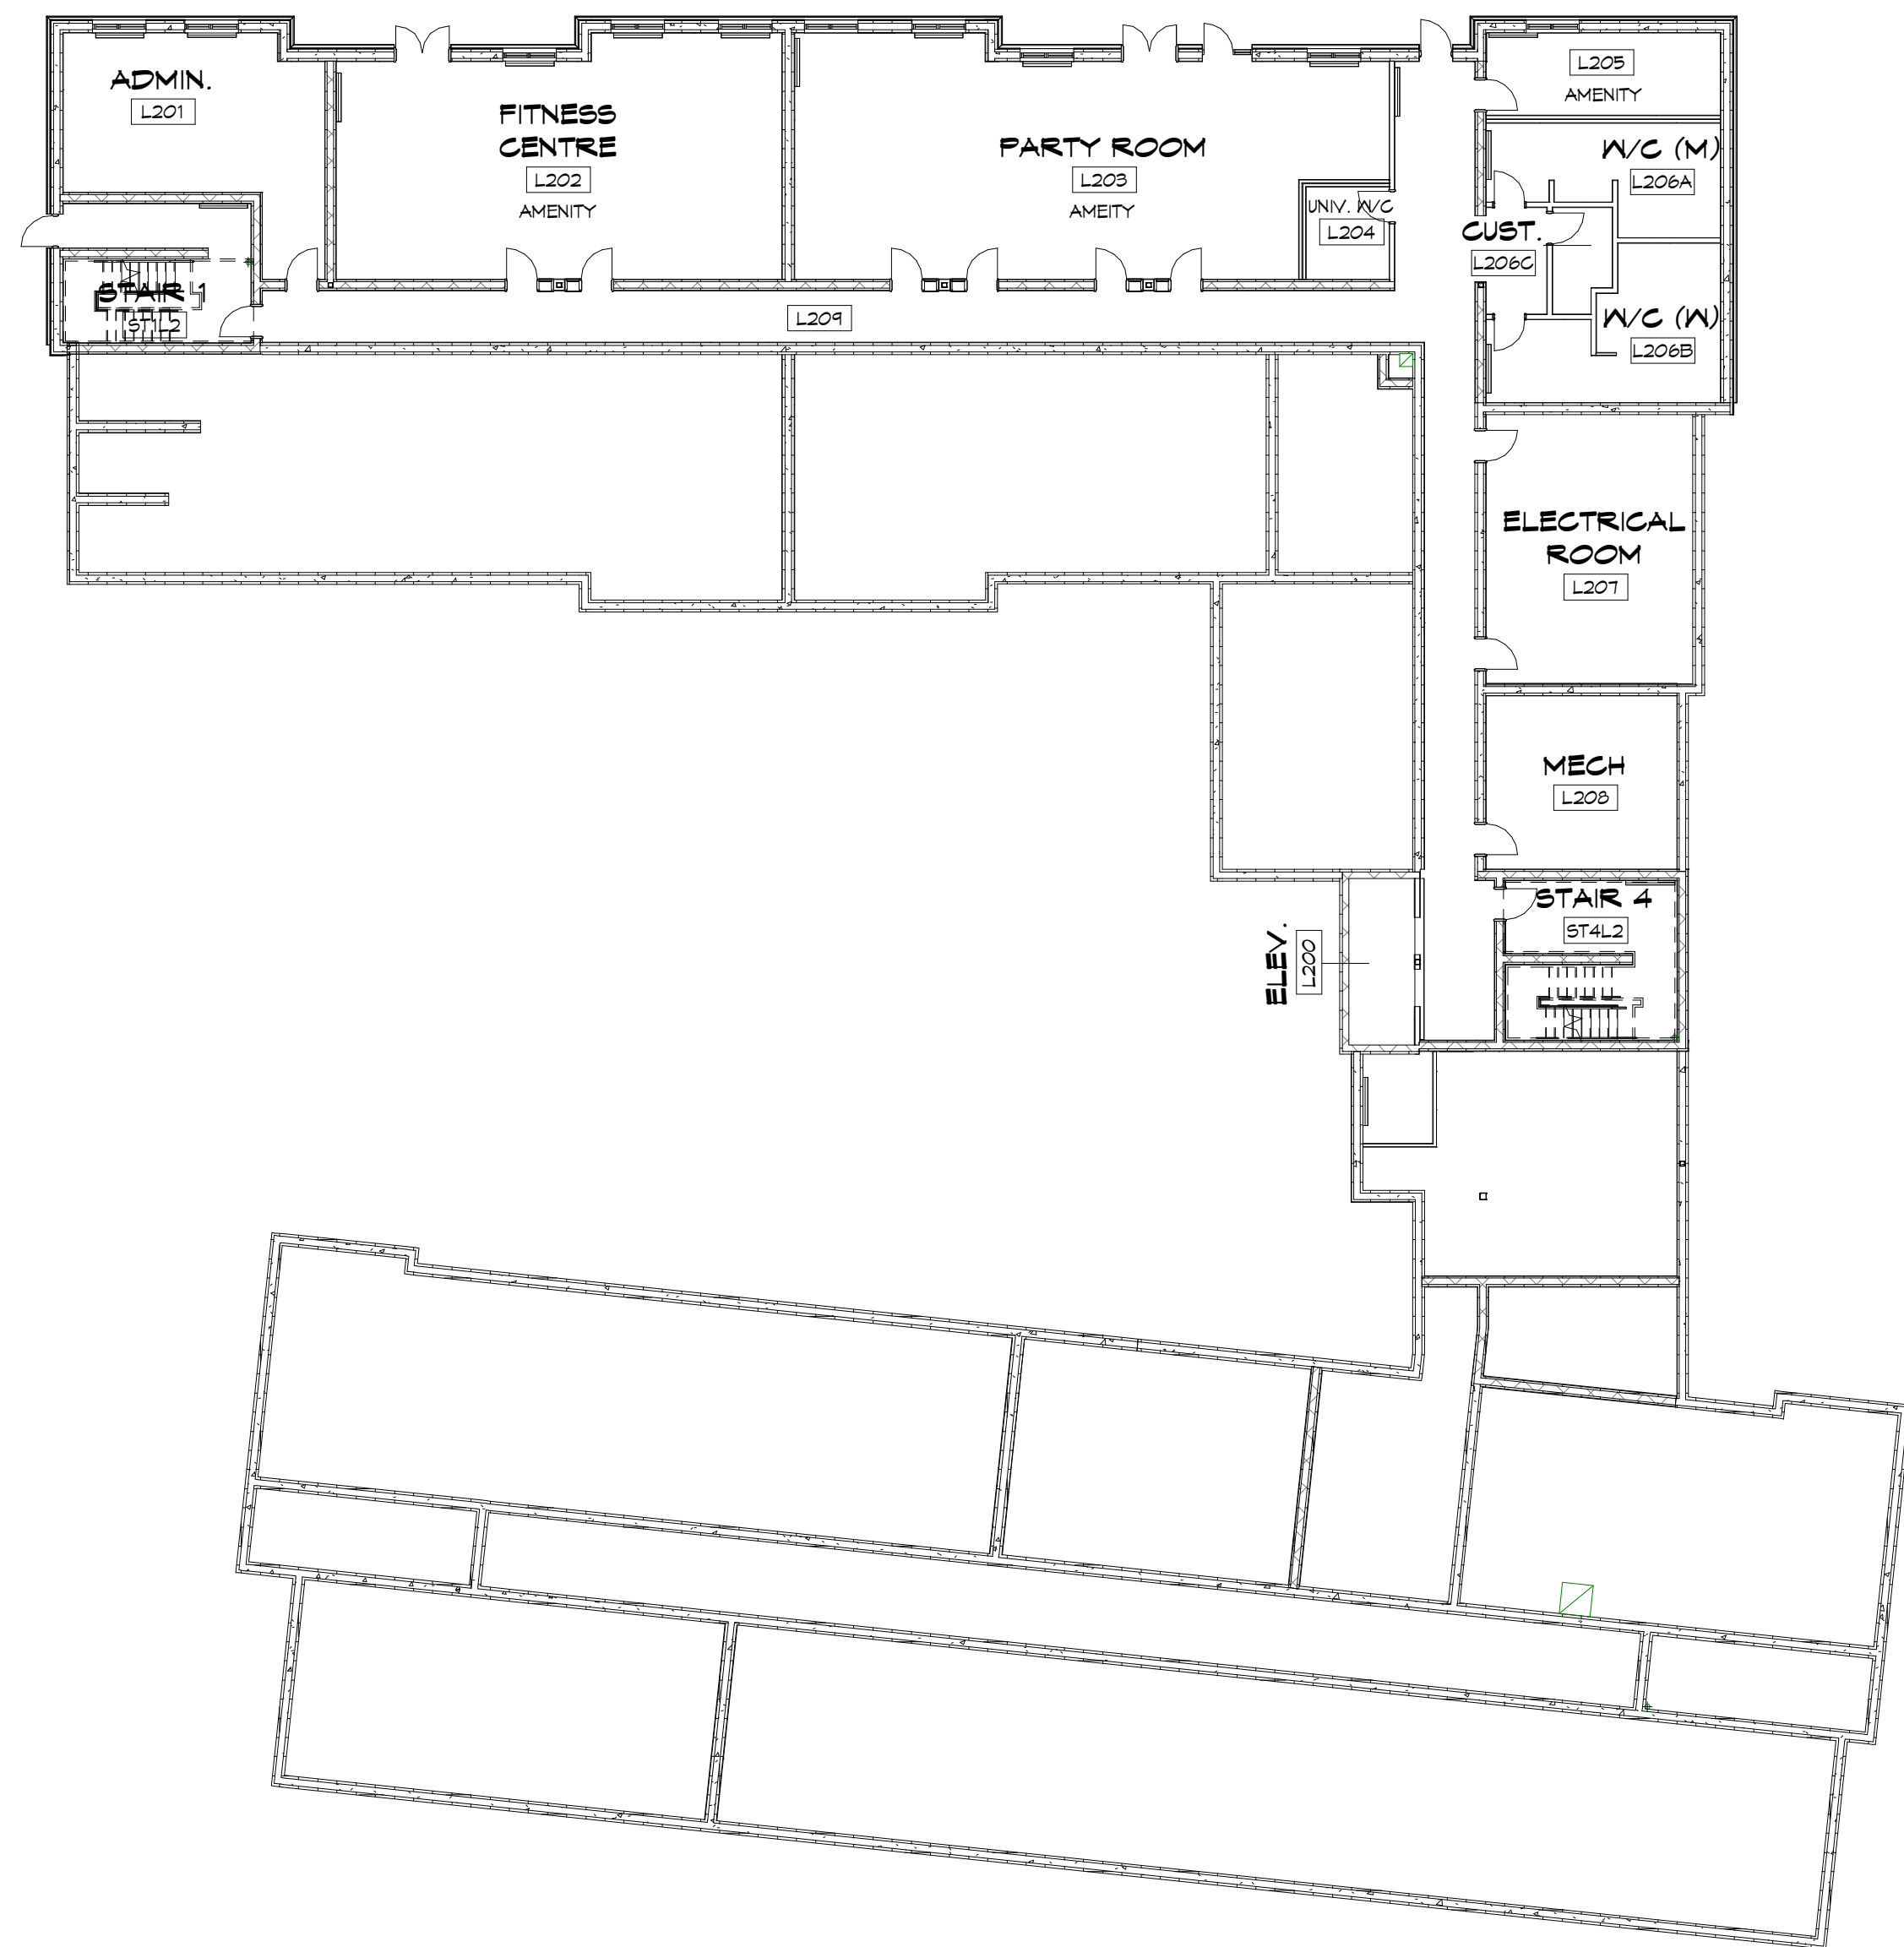 ADMIN.
L201
FITNESS
CENTRE
L202
AMENITY
PARTY ROOM
L203
AMEITY
UNIV. W/C
L204
L205
AMENITY
W/C (M)
L206A
CUST.
L206C
W/C (W)
L206B
STAIR 1
ST1L2
L209
ELECTRICAL
ROOM
L207
MECH
L208
STAIR 4
ST4L2
ELEV.
L200